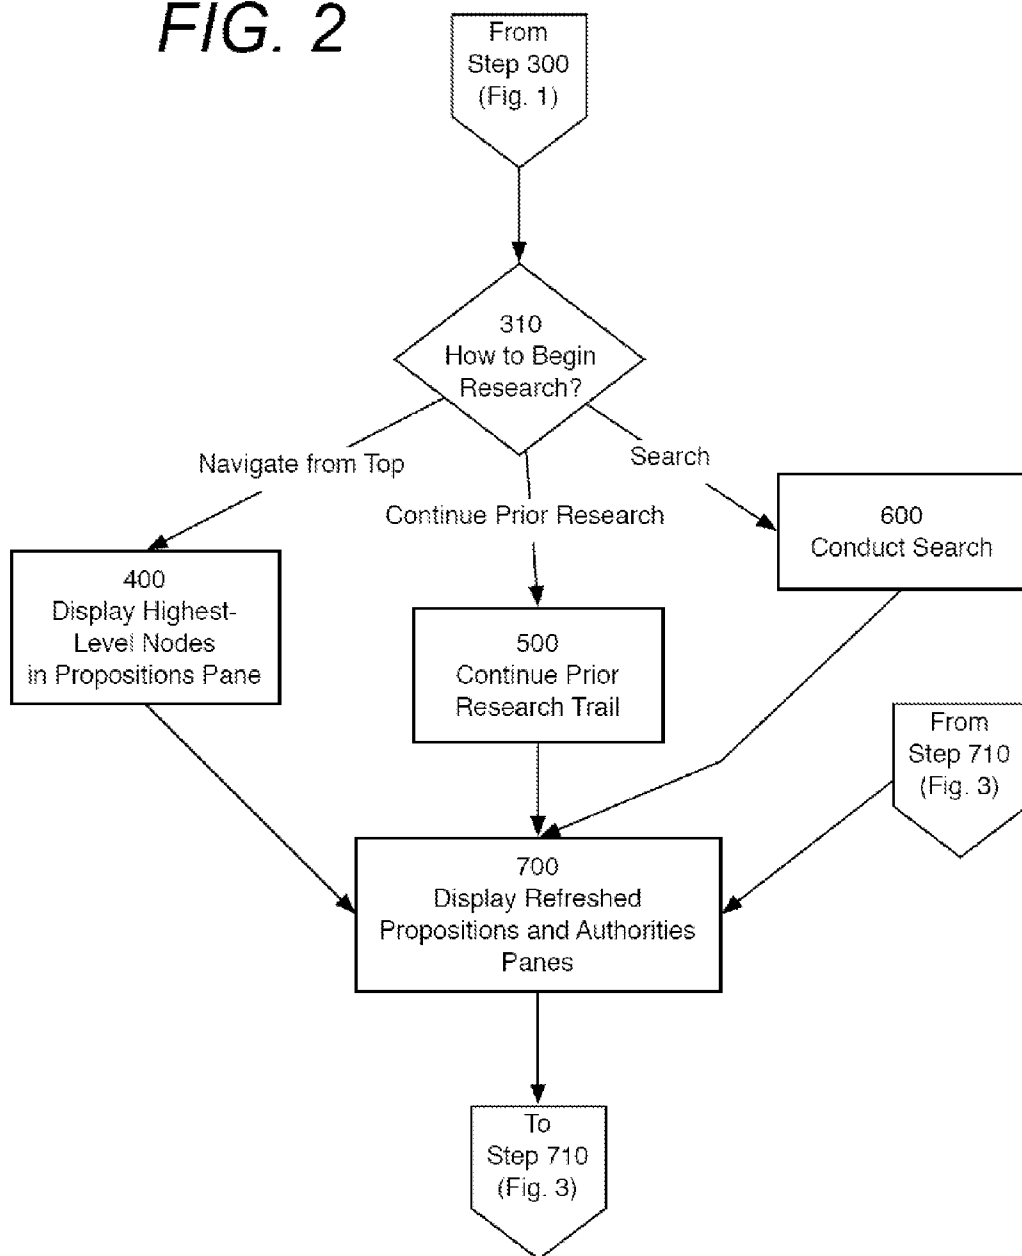 FIG. 2
From
Step 300
(Fig. 1)
310
How to Begin
Research?
Navigate from Top
Search
Continue Prior Research
600
Conduct Search
400
Display Highest-
Level Nodes
in Propositions Pane
500
Continue Prior
Research Trail
From
Step 710
(Fig. 3)
700
Display Refreshed
Propositions and Authorities
Panes
To
Step 710
(Fig. 3)